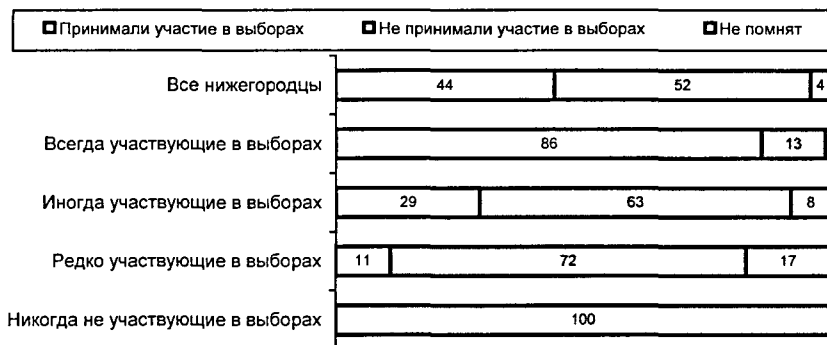 Принимали участие в выборах Не принимали участие в выборах Не помнят
Все нижегородцы 44 52 4
Всегда участвующие в выборах 86 13
Иногда участвующие в выборах 29 63 8
Редко участвующие в выборах 11 72 17
Никогда не участвующие в выборах 100